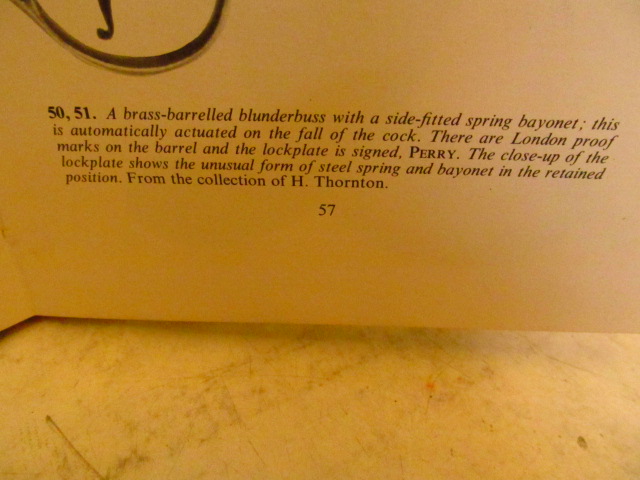 50, 51. A brass-barrelled blunderbuss with a side-fitted spring bayonet; this
is automatically actuated on the fall of the cock. There are London proof
marks on the barrel and the lockplate is signed, PERRY. The close-up of the
lockplate shows the unusual form of steel spring and bayonet in the retained
position. From the collection of H. Thornton.
57